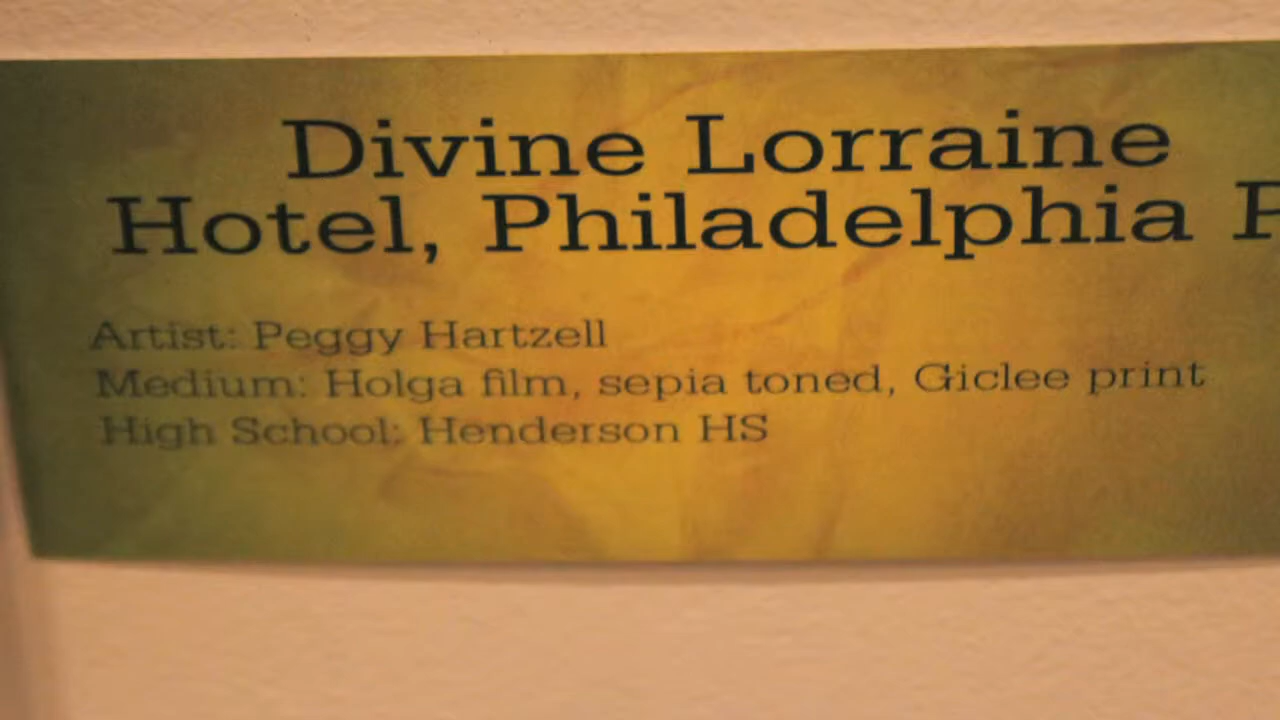 Divine Lorraine
Hotel, Philadelphia P
Artist: Peggy Hartzell
Medium: Holga film, sepia toned, Giclee print
High School: Henderson HS